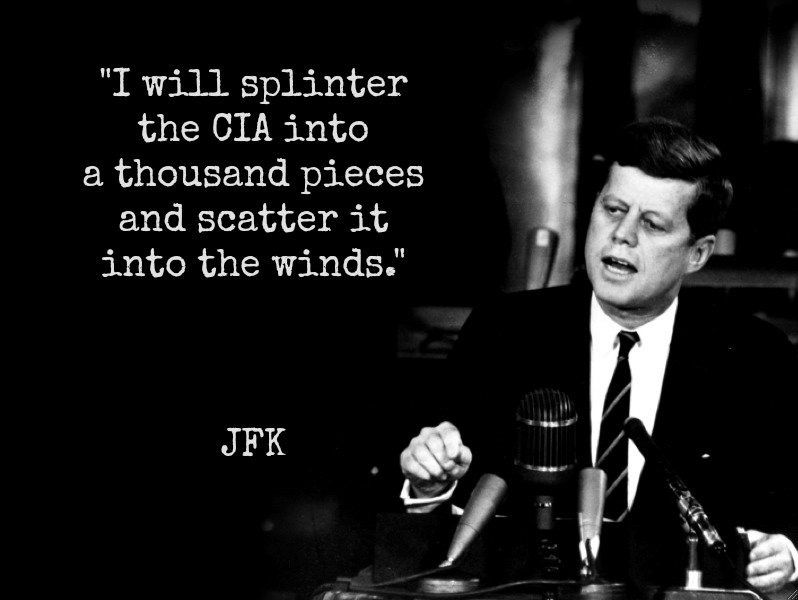 "I will splinter
the CIA into
a thousand pieces
and scatter it
into the winds."
JFK